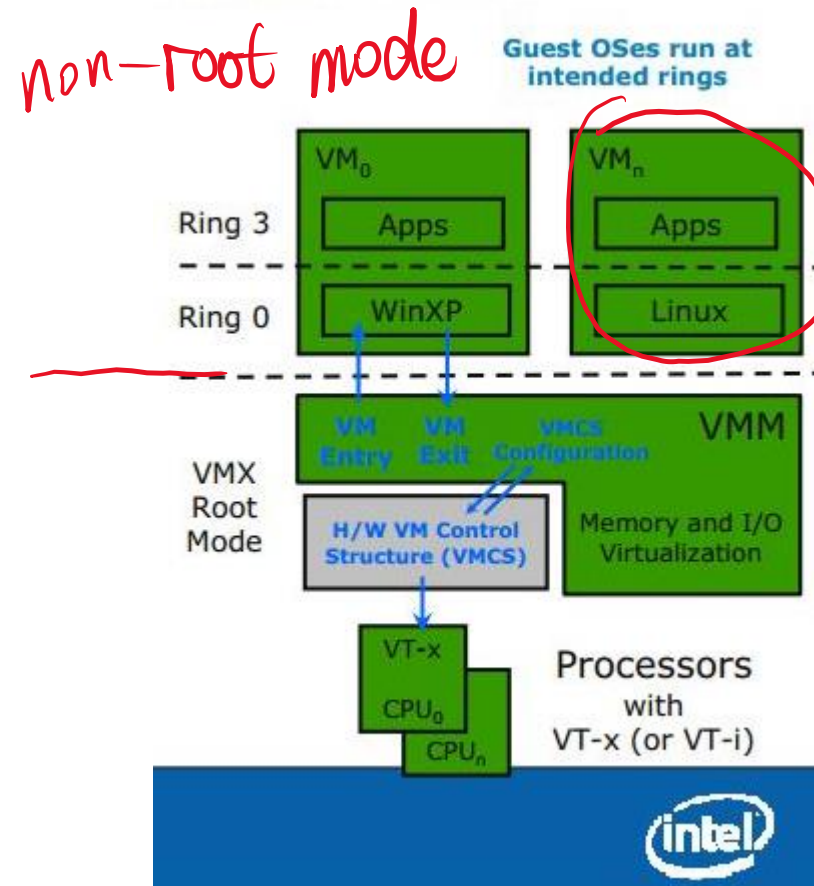 non-root mode
Guest OSes run at
intended rings
VM0
VMn
Ring 3
Apps
Apps
Ring 0
WinXP
Linux
VM
Entry
VM
Exit
VMCS
Configuration
VMM
VMX
Root
Mode
H/W VM Control
Structure (VMCS)
Memory and I/O
Virtualization
VT-x
CPU0
CPUn
Processors
with
VT-x (or VT-i)
intel